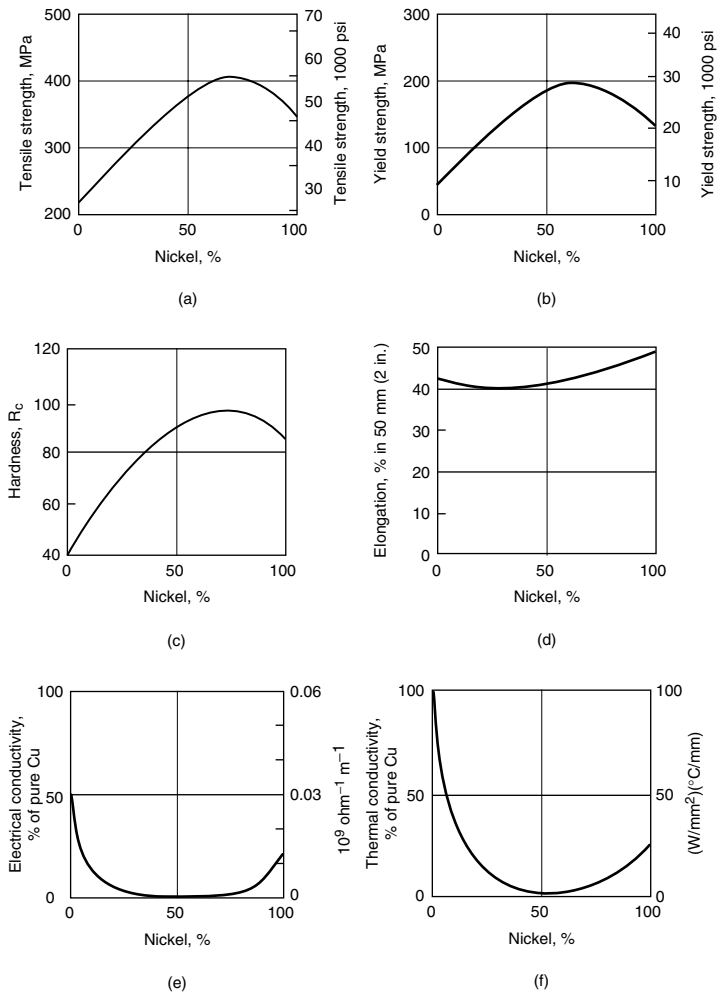 500
400
300
200
Tensile strength, MPa
70
60
50
40
30
Tensile strength, 1000 psi
0
50
100
Nickel, %
(a)
300
200
100
0
Yield strength, MPa
40
30
20
10
Yield strength, 1000 psi
0
50
100
Nickel, %
(b)
120
100
80
60
40
Hardness, Rc
0
50
100
Nickel, %
(c)
50
40
30
20
10
0
Elongation, % in 50 mm (2 in.)
0
50
100
Nickel, %
(d)
100
50
0
Electrical conductivity,
% of pure Cu
0.06
0.03
0
10⁹ ohm⁻¹ m⁻¹
0
50
100
Nickel, %
(e)
100
50
0
Thermal conductivity,
% of pure Cu
100
50
0
(W/mm²)(°C/mm)
0
50
100
Nickel, %
(f)